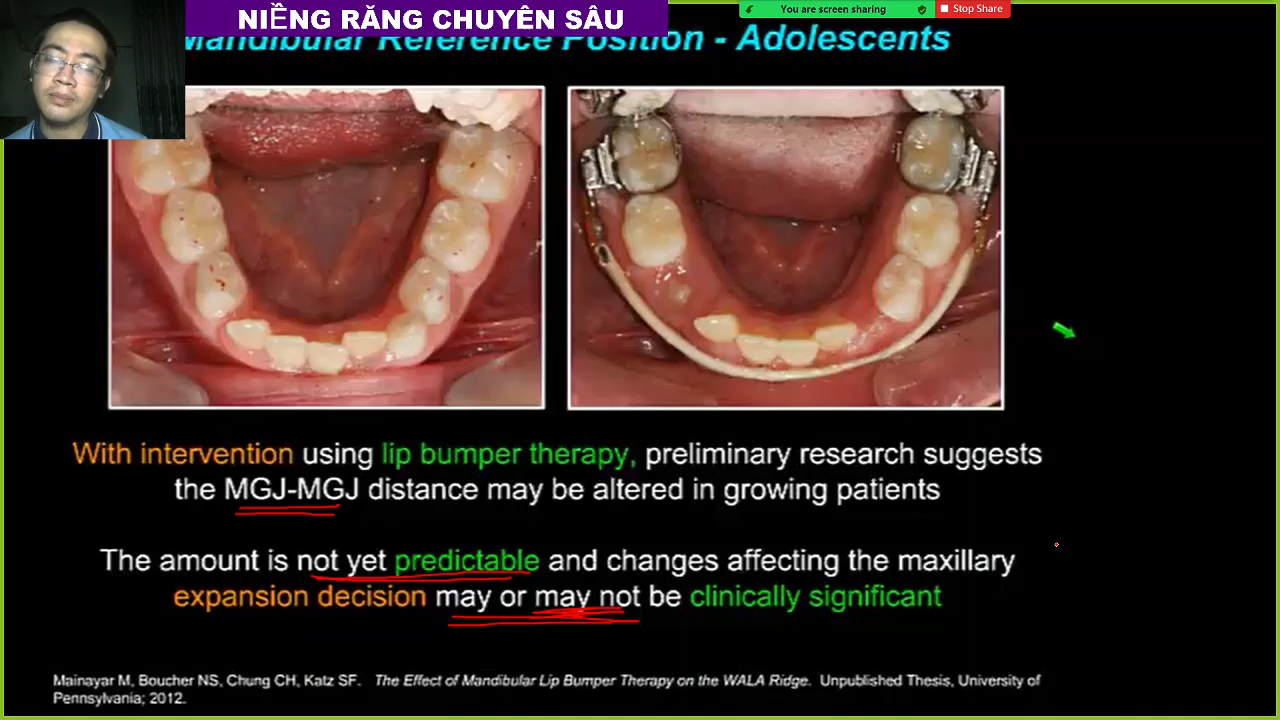 NIỀNG RĂNG CHUYÊN SÂU
You are screen sharing
Stop Share
Mandibular Reference Position - Adolescents
With intervention using lip bumper therapy, preliminary research suggests
the MGJ-MGJ distance may be altered in growing patients
The amount is not yet predictable and changes affecting the maxillary
expansion decision may or may not be clinically significant
Mainayar M, Boucher NS, Chung CH, Katz SF. The Effect of Mandibular Lip Bumper Therapy on the WALA Ridge. Unpublished Thesis, University of
Pennsylvania; 2012.